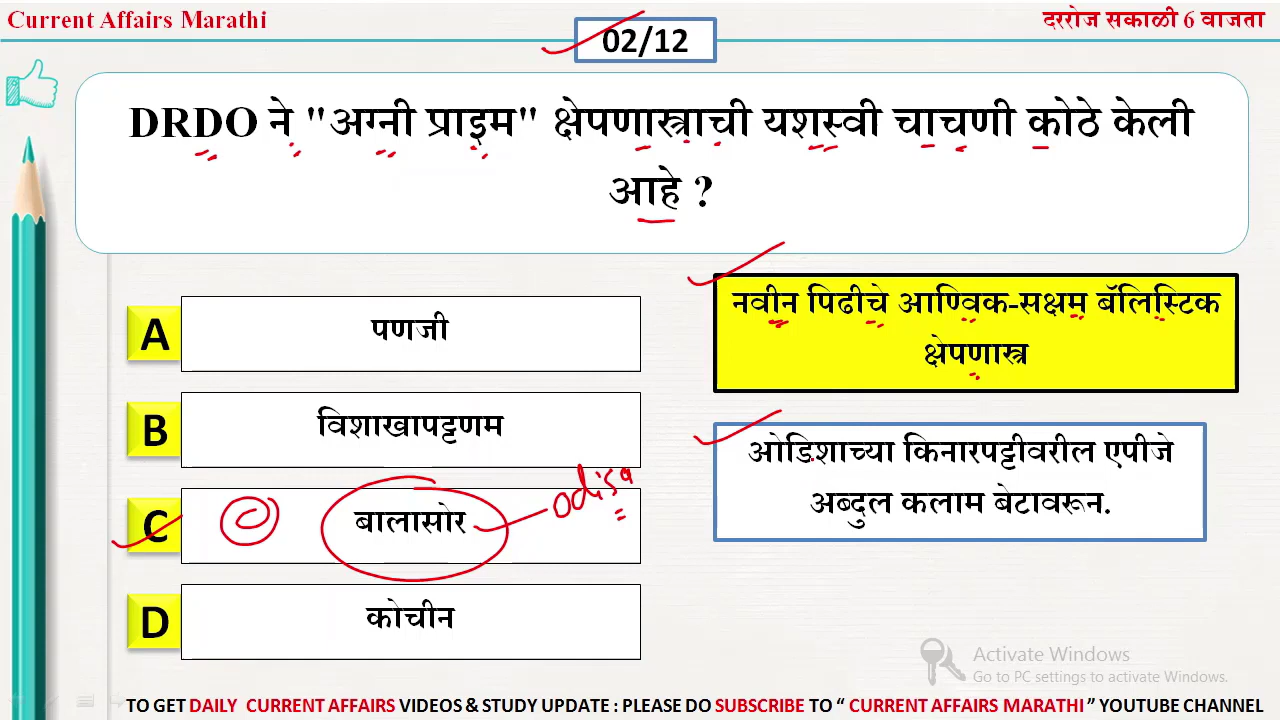 Current Affairs Marathi
दररोज सकाळी 6 वाजता
02/12
DRDO ने "अग्नी प्राइम" क्षेपणास्त्राची यशस्वी चाचणी कोठे केली
आहे ?
नवीन पिढीचे आण्विक-सक्षम बॅलिस्टिक
क्षेपणास्त्र
A
पणजी
B
विशाखापट्टणम
ओडिशाच्या किनारपट्टीवरील एपीजे
अब्दुल कलाम बेटावरून.
C
बालासोर
odisa
D
कोचीन
Activate Windows
Go to PC settings to activate Windows.
TO GET DAILY CURRENT AFFAIRS VIDEOS & STUDY UPDATE : PLEASE DO SUBSCRIBE TO “ CURRENT AFFAIRS MARATHI ” YOUTUBE CHANNEL